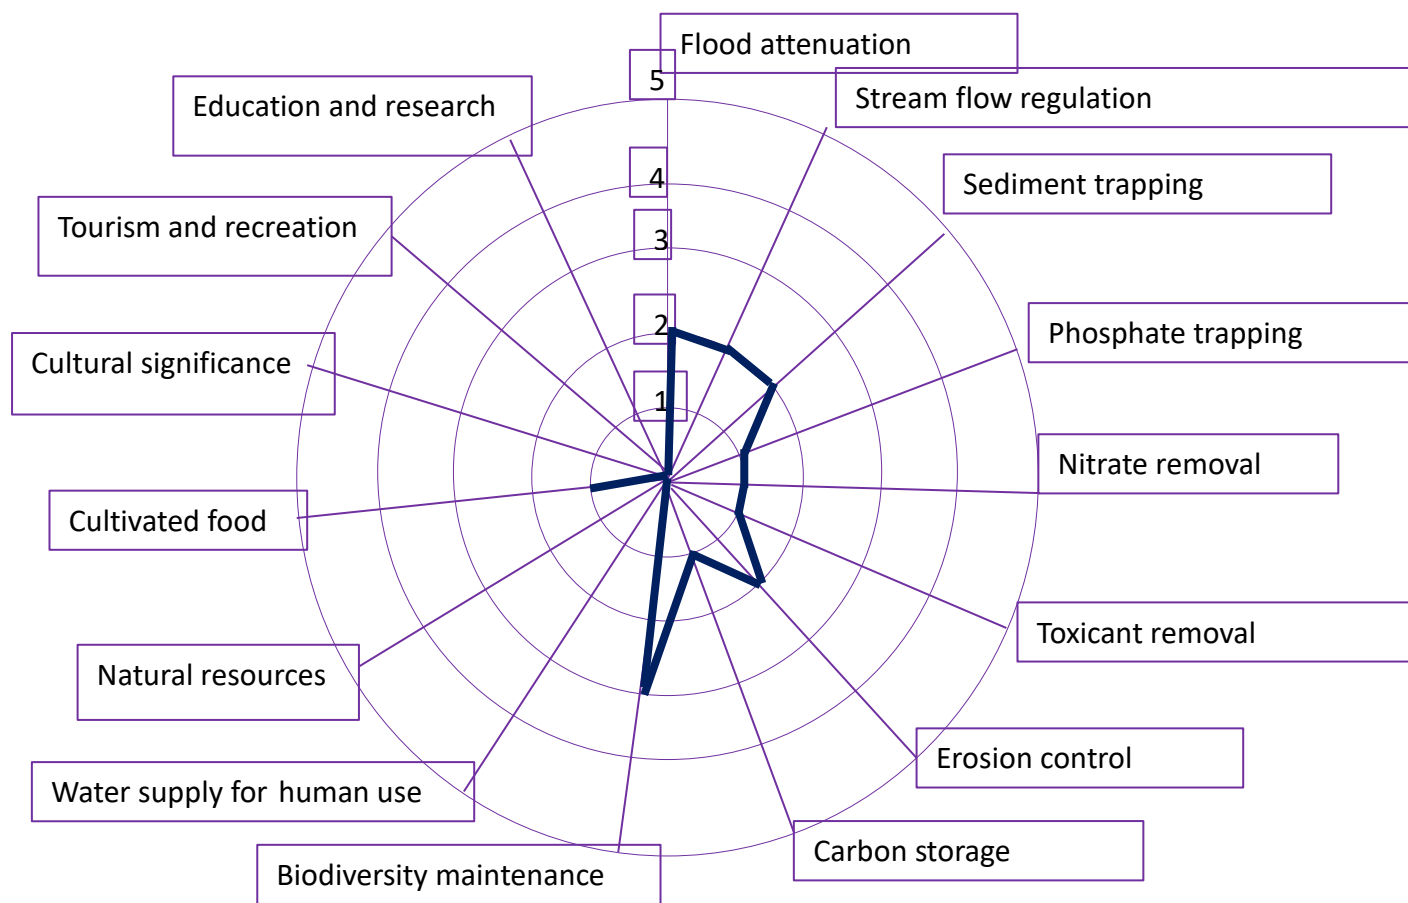 Flood attenuation
5
Stream flow regulation
Education and research
4
Sediment trapping
Tourism and recreation
3
2
Phosphate trapping
Cultural significance
1
Nitrate removal
Cultivated food
Toxicant removal
Natural resources
Erosion control
Water supply for human use
Carbon storage
Biodiversity maintenance